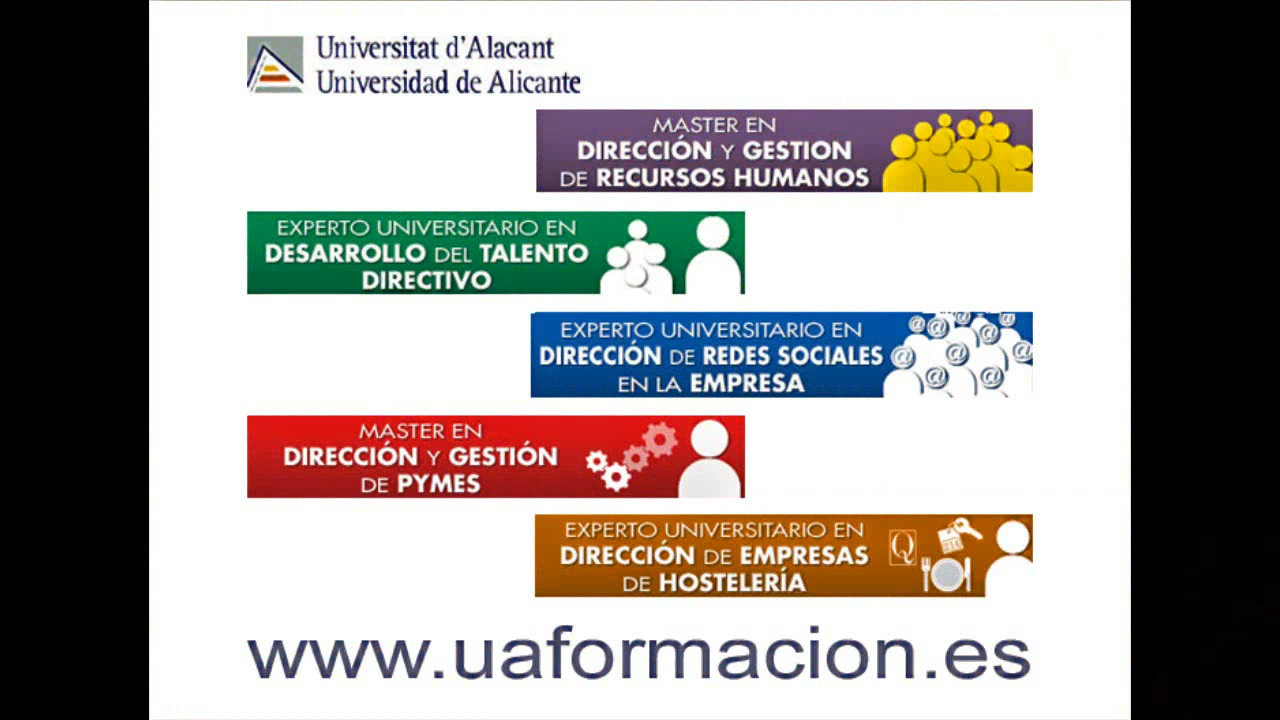 Universitat d'Alacant
Universidad de Alicante
MASTER EN
DIRECCIÓN Y GESTION
DE RECURSOS HUMANOS
EXPERTO UNIVERSITARIO EN
DESARROLLO DEL TALENTO
DIRECTIVO
EXPERTO UNIVERSITARIO EN
DIRECCIÓN DE REDES SOCIALES
EN LA EMPRESA
@ @ @ @ @ @ @ @ @ @
MASTER EN
DIRECCIÓN Y GESTIÓN
DE PYMES
EXPERTO UNIVERSITARIO EN
DIRECCIÓN DE EMPRESAS
DE HOSTELERÍA
Q
www.uaformacion.es